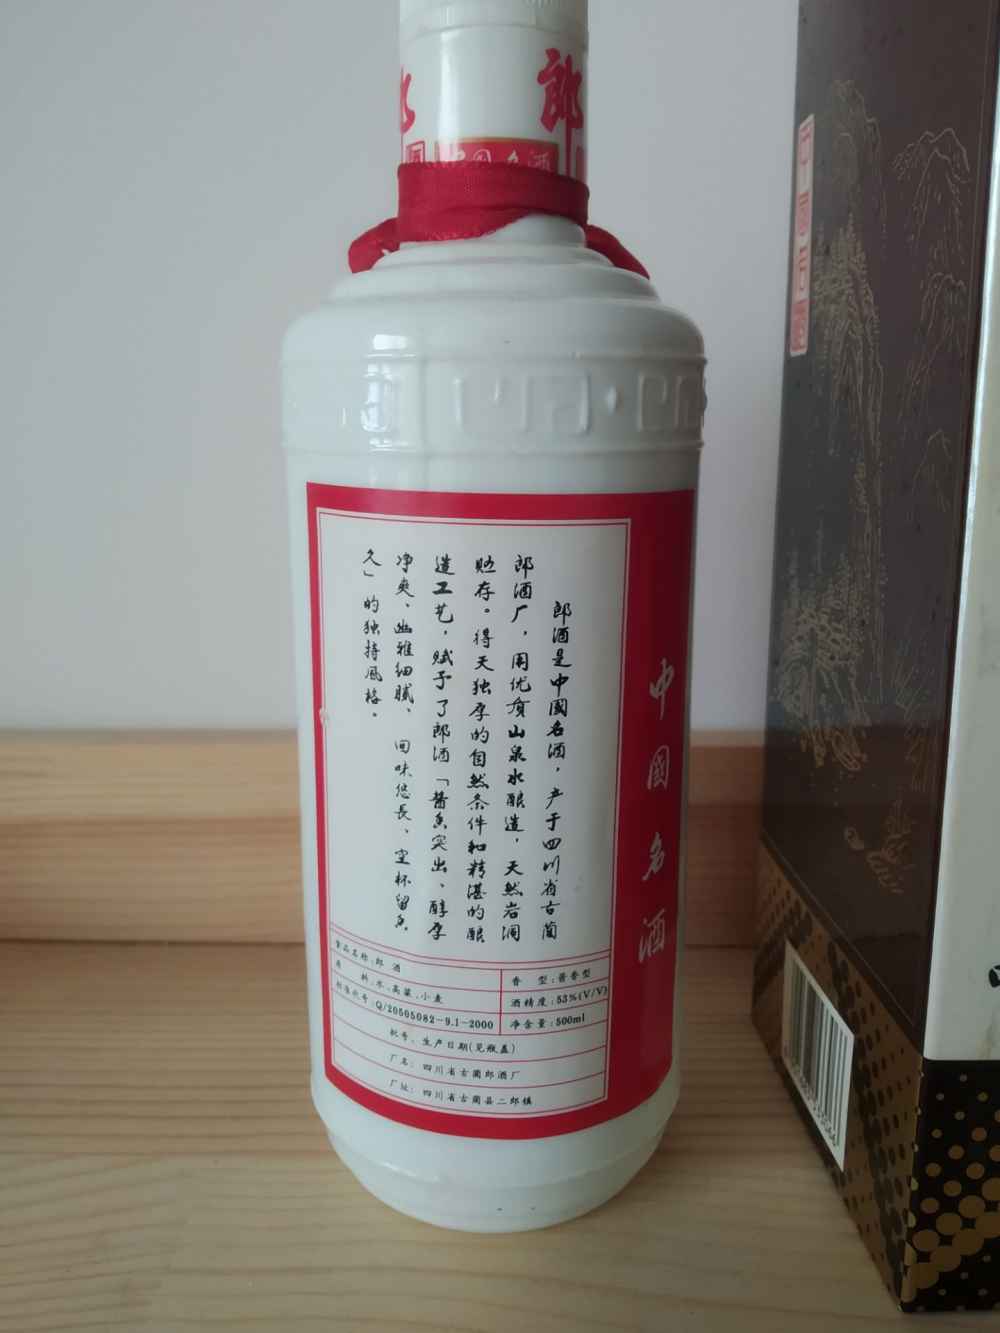 郎
中國名酒
郎酒是中國名酒，产于四川省古蔺
郎酒厂，用优质山泉水酿造，天然岩洞
贮存。得天独厚的自然条件和精湛的酿
造工艺，赋予了郎酒「酱香突出、醇厚
净爽、幽雅细腻、回味悠長、空杯留香
久」的独特风格。
中國名酒
食品名称：郎酒
原 料：水、高粱、小麦
标准代号：Q/20505082-9.1-2000
香 型：酱香型
酒精度：53%(V/V)
净含量：500ml
批号、生产日期(见瓶盖)
厂名：四川省古蔺郎酒厂
厂址：四川省古蔺县二郎镇